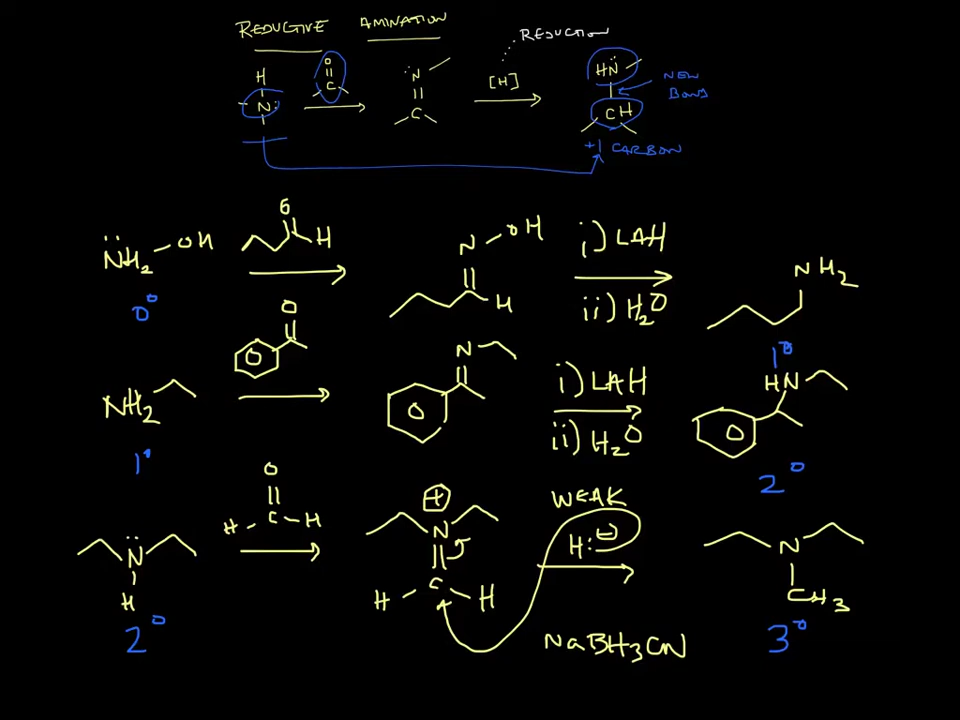 REDUCTIVE AMINATION
REDUCTION
H
O
N:
C
N
C
[H]
HN
CH
NEW
BOND
+1 CARBON
NH2 OH
O
H
N OH
H
i) LAH
ii) H2O
NH2
0°
1°
NH2
O
N
i) LAH
ii) H2O
HN
1°
2°
N
H
O
H C H
+
N
C
H H
WEAK
H:⊖
NaBH3CN
N
CH3
2°
3°